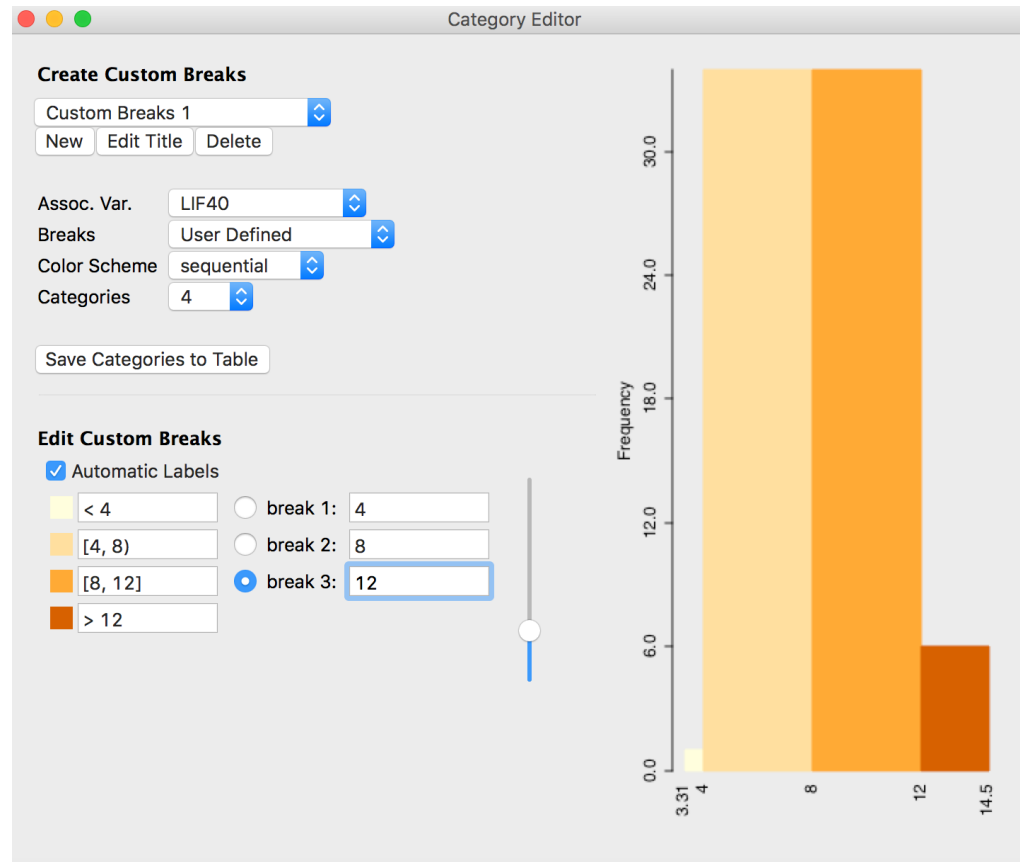 Category Editor
Create Custom Breaks
Custom Breaks 1
New Edit Title Delete
Assoc. Var. LIF40
Breaks User Defined
Color Scheme sequential
Categories 4
Save Categories to Table
Edit Custom Breaks
Automatic Labels
< 4 break 1: 4
[4, 8) break 2: 8
[8, 12] break 3: 12
> 12
Frequency
30.0
24.0
18.0
12.0
6.0
0.0
3.31 4 8 12 14.5